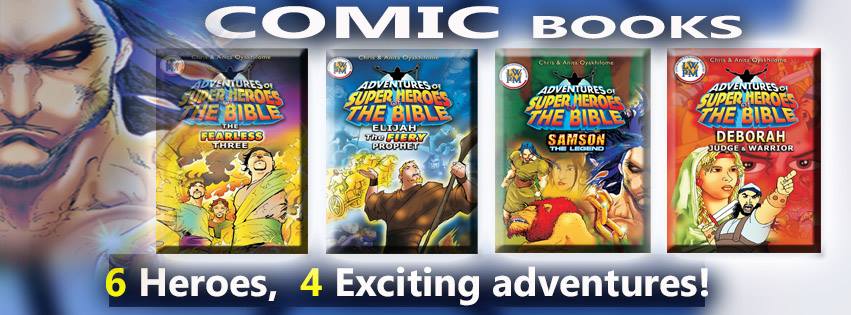 COMIC BOOKS
Chris & Anita Oyakhilome
ADVENTURES of
SUPER HEROES
OF
THE BIBLE
THE
FEARLESS
THREE
Chris & Anita Oyakhilome
ADVENTURES of
SUPER HEROES
OF
THE BIBLE
ELIJAH
The FIERY
PROPHET
Chris & Anita Oyakhilome
ADVENTURES of
SUPER HEROES
OF
THE BIBLE
SAMSON
THE LEGEND
Chris & Anita Oyakhilome
ADVENTURES of
SUPER HEROES
OF
THE BIBLE
DEBORAH
JUDGE & WARRIOR
6 Heroes, 4 Exciting adventures!